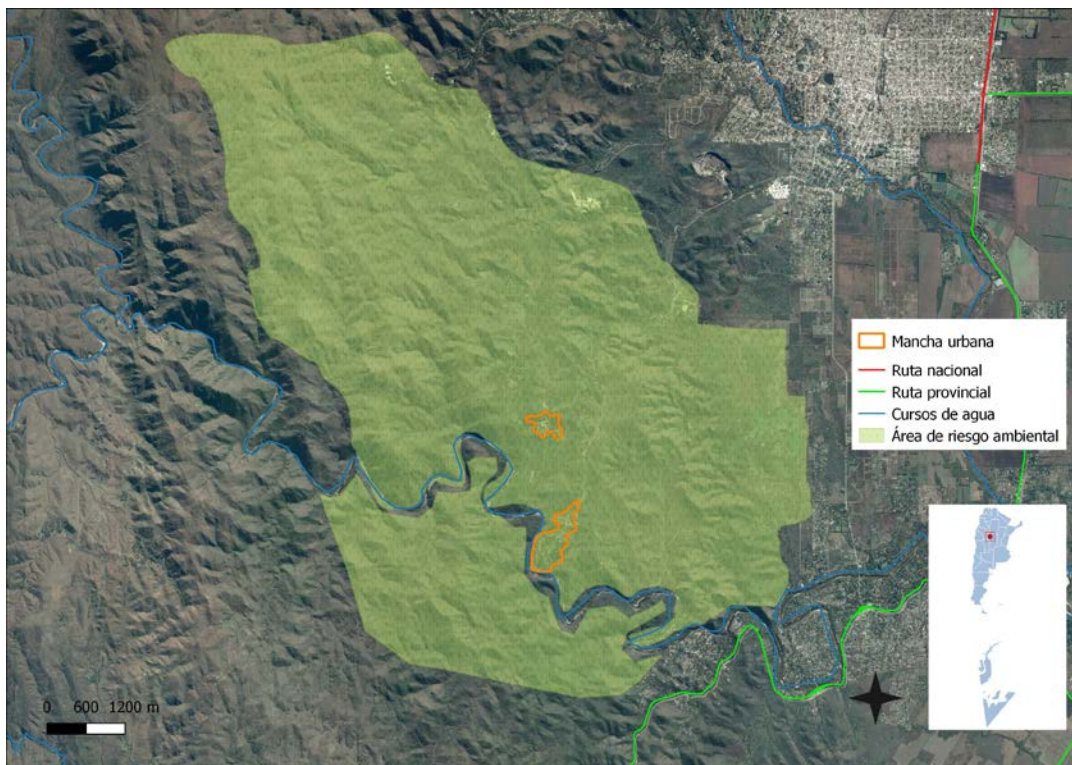 Mancha urbana
Ruta nacional
Ruta provincial
Cursos de agua
Área de riesgo ambiental
0 600 1200 m